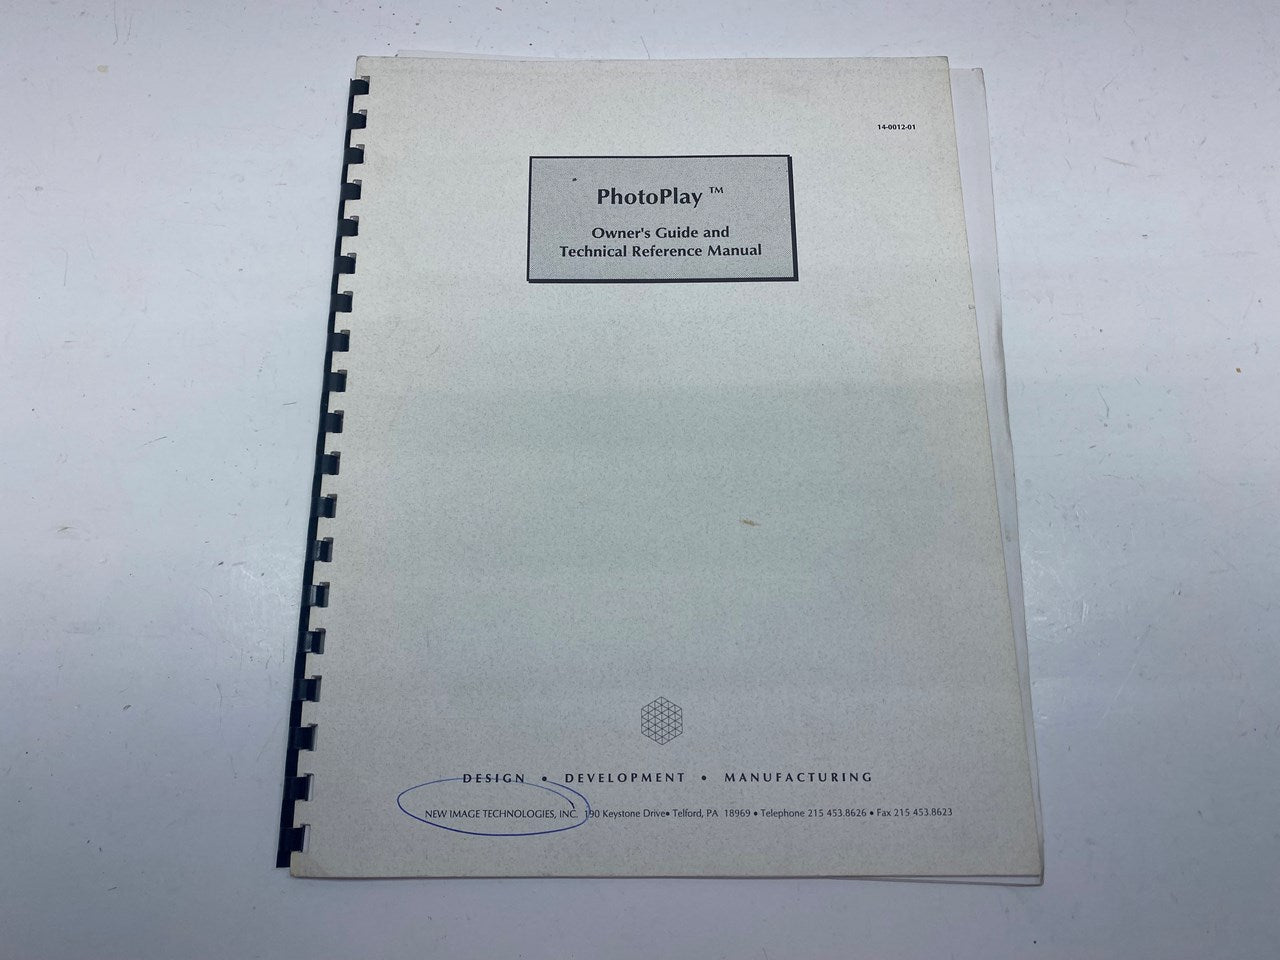 14-0012-01
PhotoPlay ™
Owner's Guide and
Technical Reference Manual
DESIGN • DEVELOPMENT • MANUFACTURING
NEW IMAGE TECHNOLOGIES, INC. 190 Keystone Drive• Telford, PA 18969 • Telephone 215 453.8626 • Fax 215 453.8623